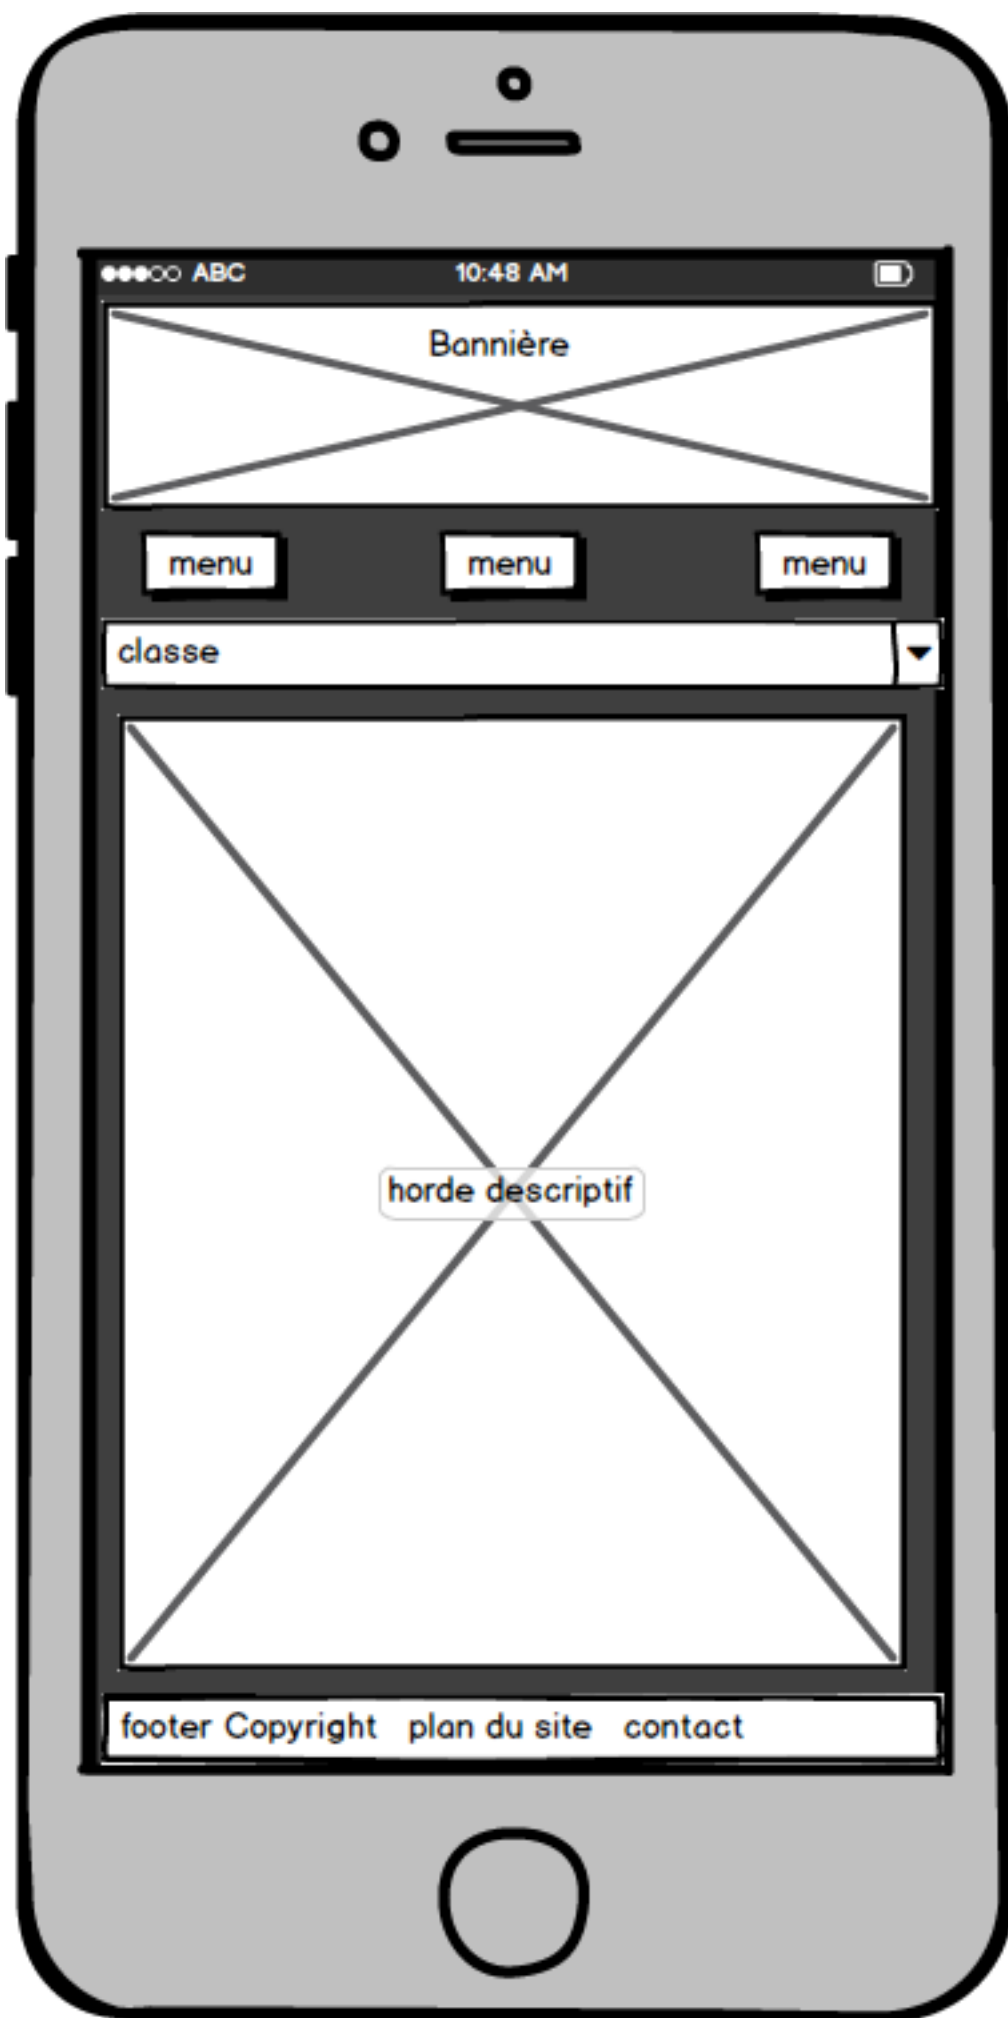 ABC 10:48 AM
Bannière
menu menu menu
classe
horde descriptif
footer Copyright plan du site contact